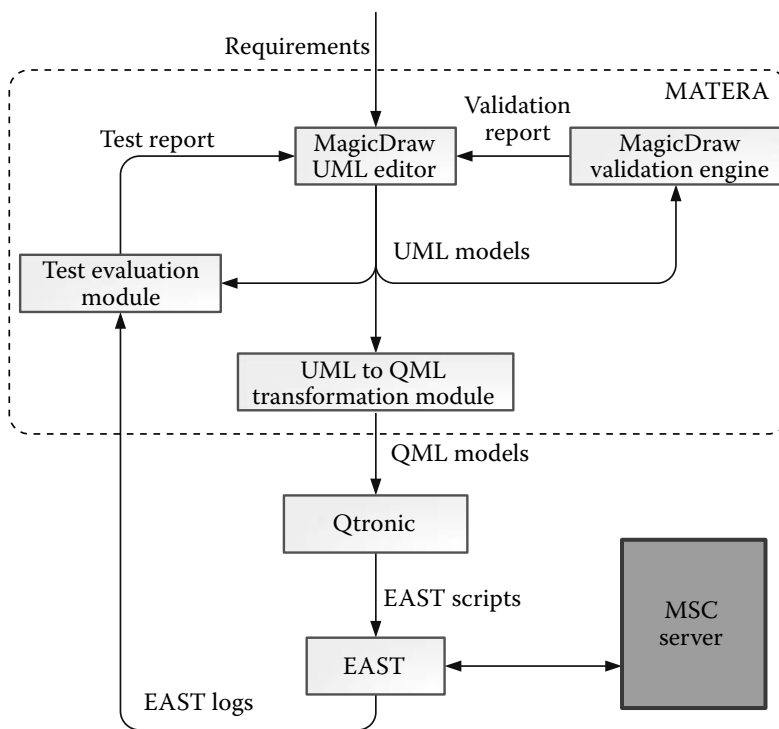 Requirements
MATERA
Test report
MagicDraw
UML editor
Validation
report
MagicDraw
validation engine
UML models
Test evaluation
module
UML to QML
transformation module
QML models
Qtronic
EAST scripts
MSC
server
EAST
EAST logs